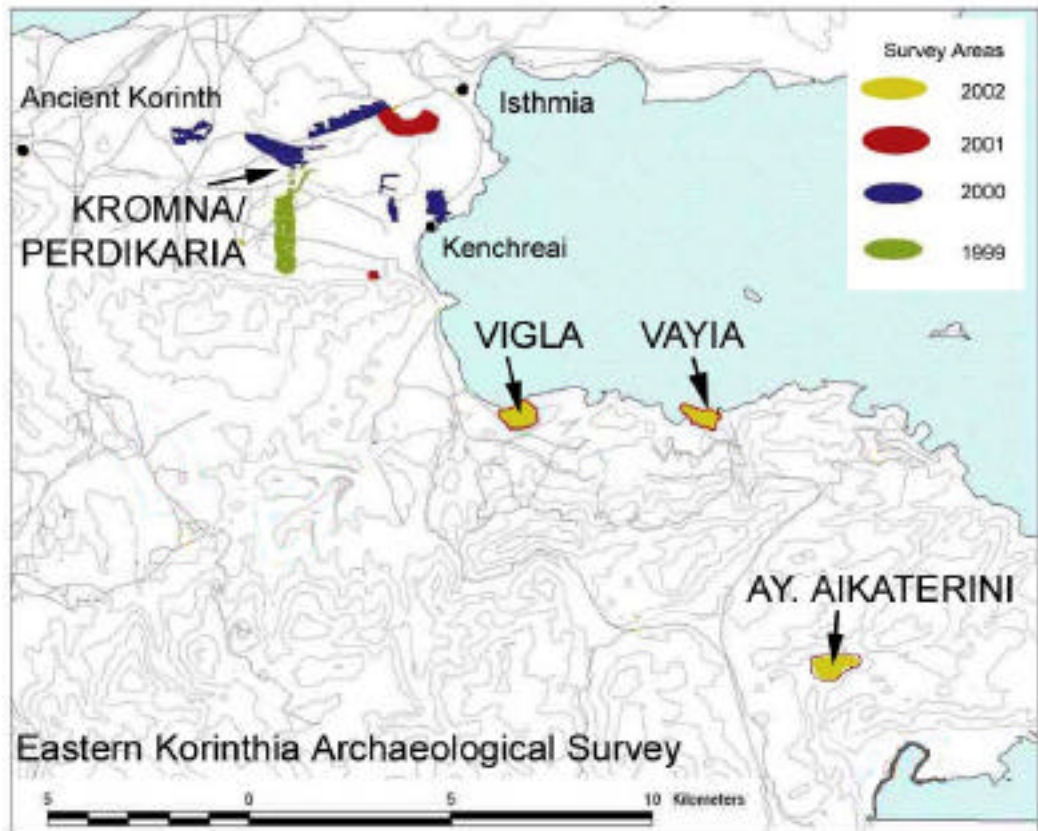 Survey Areas
2002
2001
2000
1999
Ancient Korinth
Isthmia
KROMNA/
PERDIKARIA
Kenchreai
VIGLA
VAYIA
AY. AIKATERINI
Eastern Korinthia Archaeological Survey
5 0 5 10 Kilometers